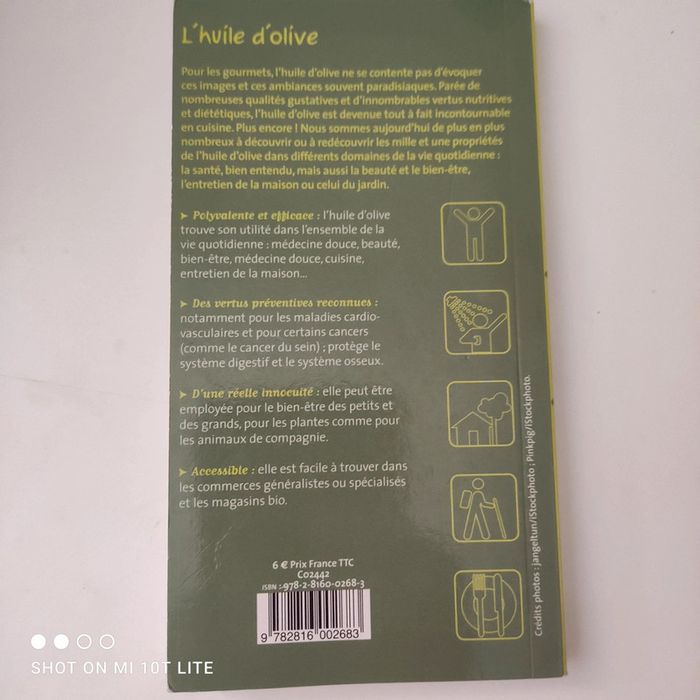 L'huile d'olive
Pour les gourmets, l'huile d'olive ne se contente pas d'évoquer
ces images et ces ambiances souvent paradisiaques. Parée de
nombreuses qualités gustatives et d'innombrables vertus nutritives
et diététiques, l'huile d'olive est devenue tout à fait incontournable
en cuisine. Plus encore ! Nous sommes aujourd'hui de plus en plus
nombreux à découvrir ou à redécouvrir les mille et une propriétés
de l'huile d'olive dans différents domaines de la vie quotidienne :
la santé, bien entendu, mais aussi la beauté et le bien-être,
l'entretien de la maison ou celui du jardin.
➤ Polyvalente et efficace : l'huile d'olive
trouve son utilité dans l'ensemble de la
vie quotidienne : médecine douce, beauté,
bien-être, médecine douce, cuisine,
entretien de la maison...
➤ Des vertus préventives reconnues :
notamment pour les maladies cardio-
vasculaires et pour certains cancers
(comme le cancer du sein) ; protège le
système digestif et le système osseux.
➤ D'une réelle innocuité : elle peut être
employée pour le bien-être des petits et
des grands, pour les plantes comme pour
les animaux de compagnie.
➤ Accessible : elle est facile à trouver dans
les commerces généralistes ou spécialisés
et les magasins bio.
6 € Prix France TTC
C02442
ISBN : 978-2-8160-0268-3
9 782816 002683
Crédits photos : jangeltun/iStockphoto ; Pinkpig/iStockphoto.
SHOT ON MI 10T LITE